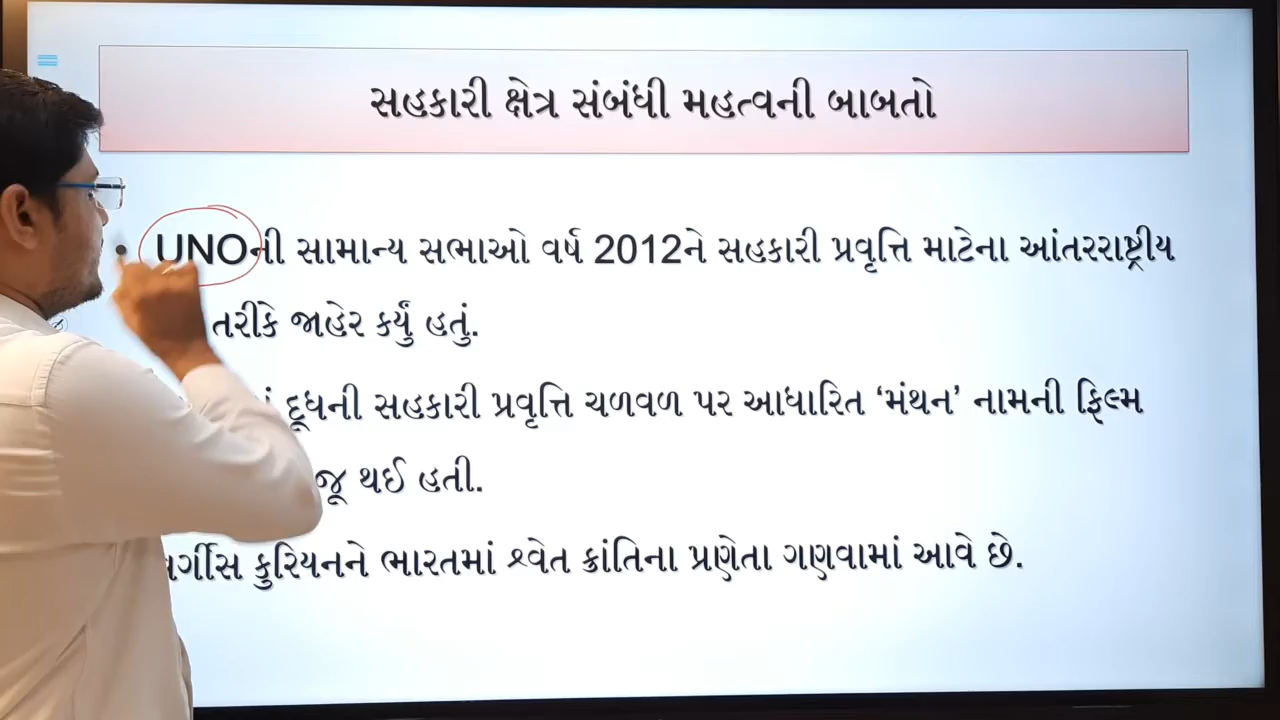 સહકારી ક્ષેત્ર સંબંધી મહત્વની બાબતો
• UNOની સામાન્ય સભાઓ વર્ષ 2012ને સહકારી પ્રવૃત્તિ માટેના આંતરરાષ્ટ્રીય
તરીકે જાહેર કર્યું હતું.
દૂધની સહકારી પ્રવૃત્તિ ચળવળ પર આધારિત ‘મંથન’ નામની ફિલ્મ
થઈ હતી.
કુરિયનને ભારતમાં શ્વેત ક્રાંતિના પ્રણેતા ગણવામાં આવે છે.